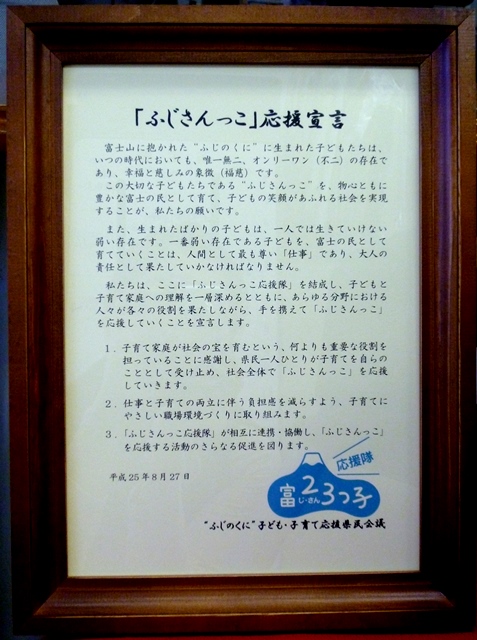 「ふじさんっこ」応援宣言
富士山に抱かれた“ふじのくに”に生まれた子どもたちは、
いつの時代においても、唯一無二、オンリーワン（不二）の存在で
あり、幸福と慈しみの象徴（福慈）です。
この大切な子どもたちである“ふじさんっこ”を、物心ともに
豊かな富士の民として育て、子どもの笑顔があふれる社会を実現
することが、私たちの願いです。
また、生まれたばかりの子どもは、一人では生きていけない
弱い存在です。一番弱い存在である子どもを、富士の民として
育てていくことは、人間として最も尊い「仕事」であり、大人の
責任として果たしていかなければなりません。
私たちは、ここに「ふじさんっこ応援隊」を結成し、子どもと
子育て家庭への理解を一層深めるとともに、あらゆる分野における
人々が各々の役割を果たしながら、手を携えて「ふじさんっこ」
を応援していくことを宣言します。
１．子育て家庭が社会の宝を育むという、何よりも重要な役割を
担っていることに感謝し、県民一人ひとりが子育てを自らの
こととして受け止め、社会全体で「ふじさんっこ」を応援
していきます。
２．仕事と子育ての両立に伴う負担感を減らすよう、子育てに
やさしい職場環境づくりに取り組みます。
３．「ふじさんっこ応援隊」が相互に連携・協働し、「ふじさんっこ」
を応援する活動のさらなる促進を図ります。
平成25年8月27日
応援隊
富23っ子
じ・さん
“ふじのくに”子ども・子育て応援県民会議